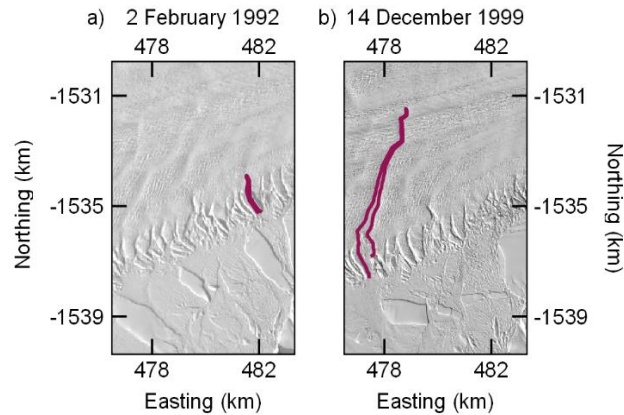 a) 2 February 1992
b) 14 December 1999
478 482
478 482
-1531
-1531
-1535
-1535
-1539
-1539
Northing (km)
Northing (km)
478 482
478 482
Easting (km)
Easting (km)